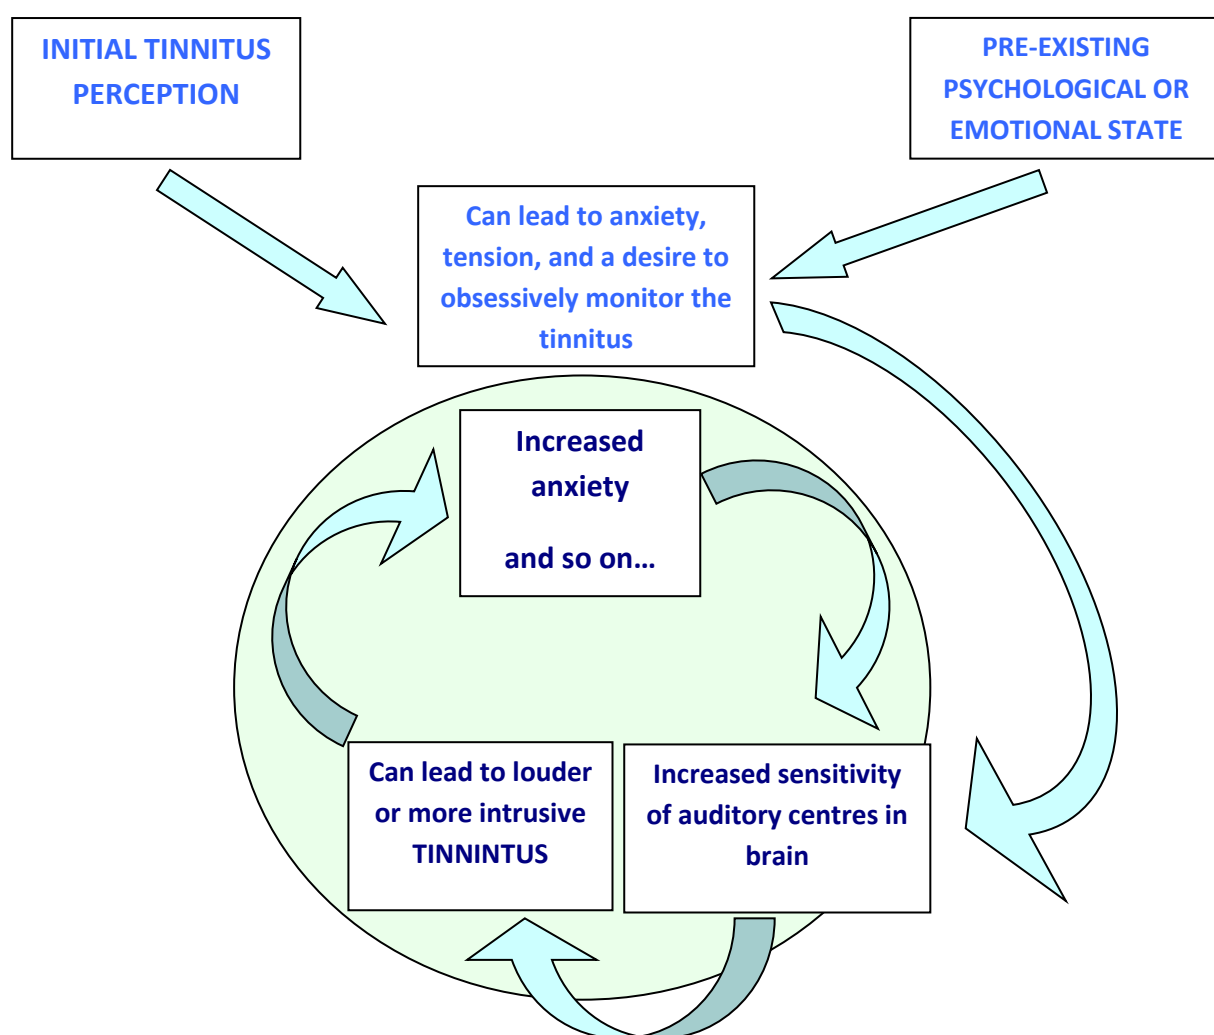 INITIAL TINNITUS
PERCEPTION
PRE-EXISTING
PSYCHOLOGICAL OR
EMOTIONAL STATE
Can lead to anxiety,
tension, and a desire to
obsessively monitor the
tinnitus
Increased
anxiety
and so on…
Can lead to louder
or more intrusive
TINNINTUS
Increased sensitivity
of auditory centres in
brain